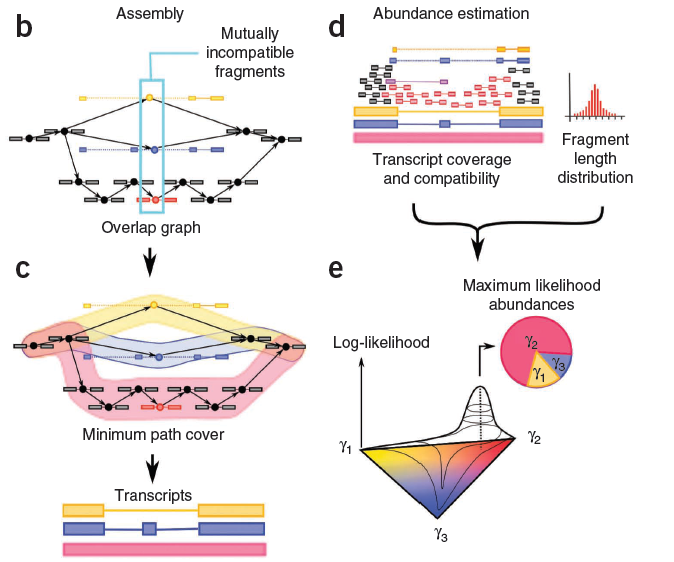 b
Assembly
Mutually
incompatible
fragments
Overlap graph
c
Minimum path cover
Transcripts
d
Abundance estimation
Transcript coverage
and compatibility
Fragment
length
distribution
e
Maximum likelihood
abundances
Log-likelihood
γ₂
γ₃
γ₁
γ₁
γ₂
γ₃